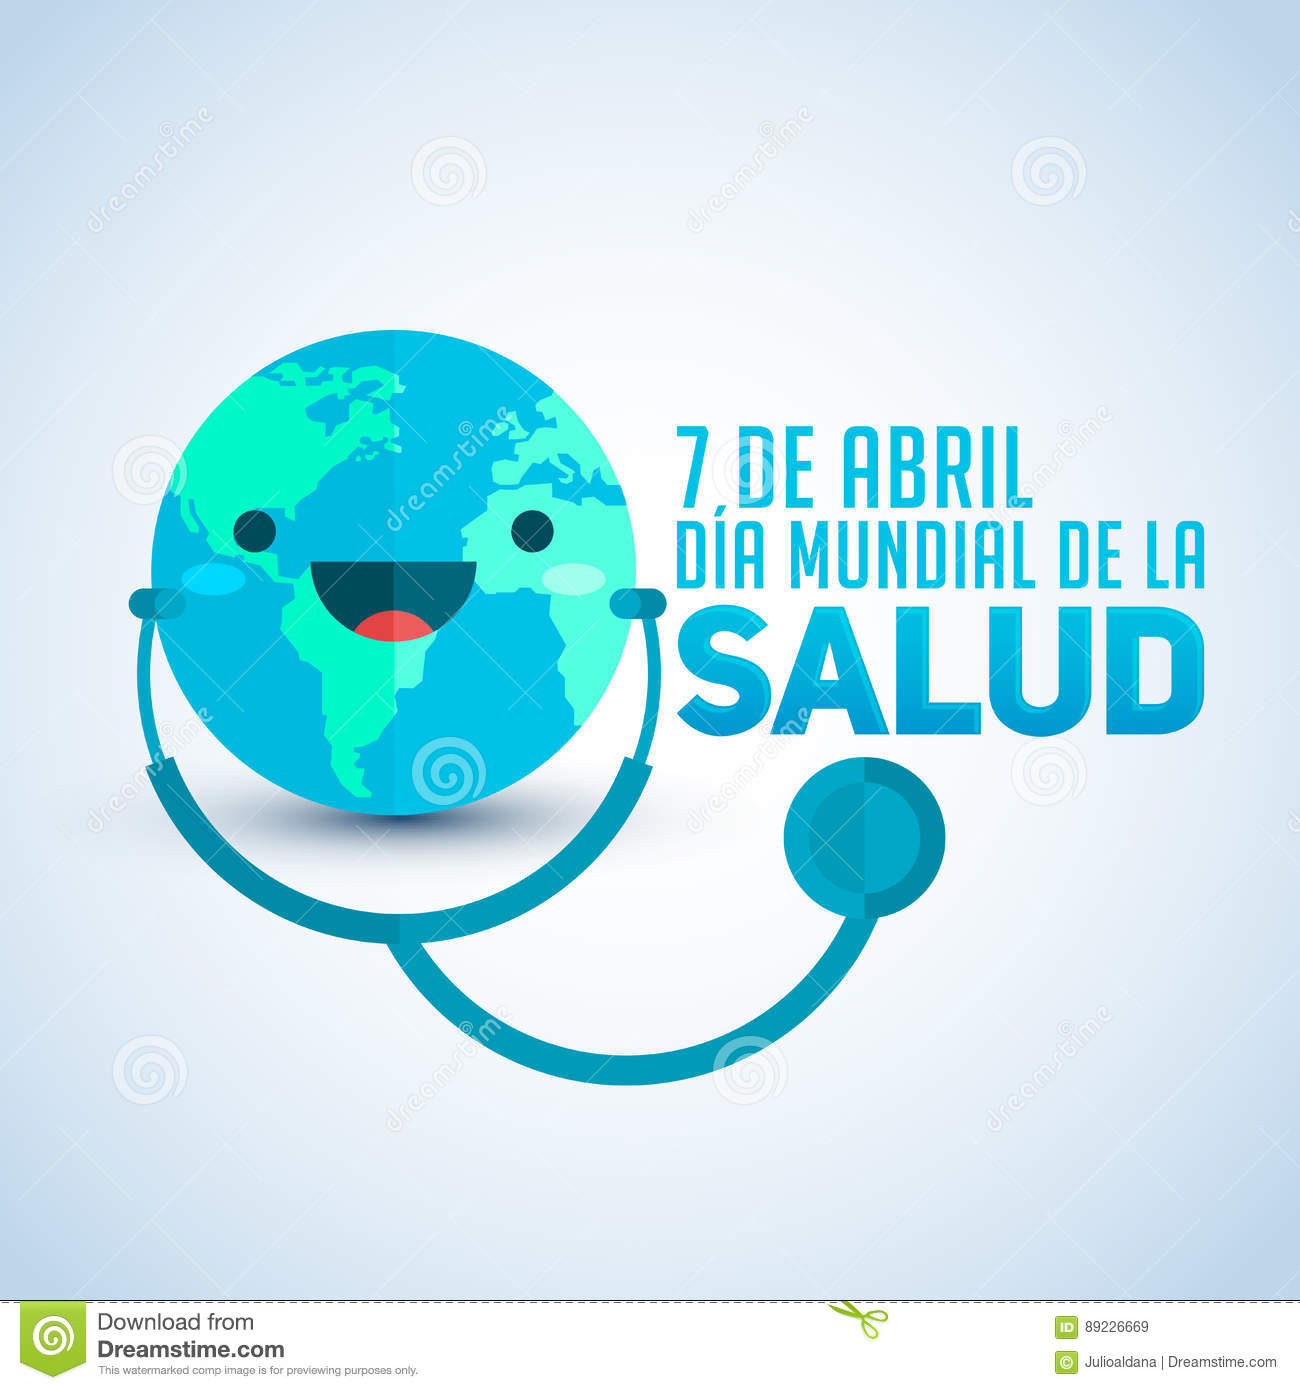 7 DE ABRIL
DÍA MUNDIAL DE LA
SALUD
dreamstime
Download from
Dreamstime.com
This watermarked comp image is for previewing purposes only.
ID 89226669
© Julioaldana | Dreamstime.com